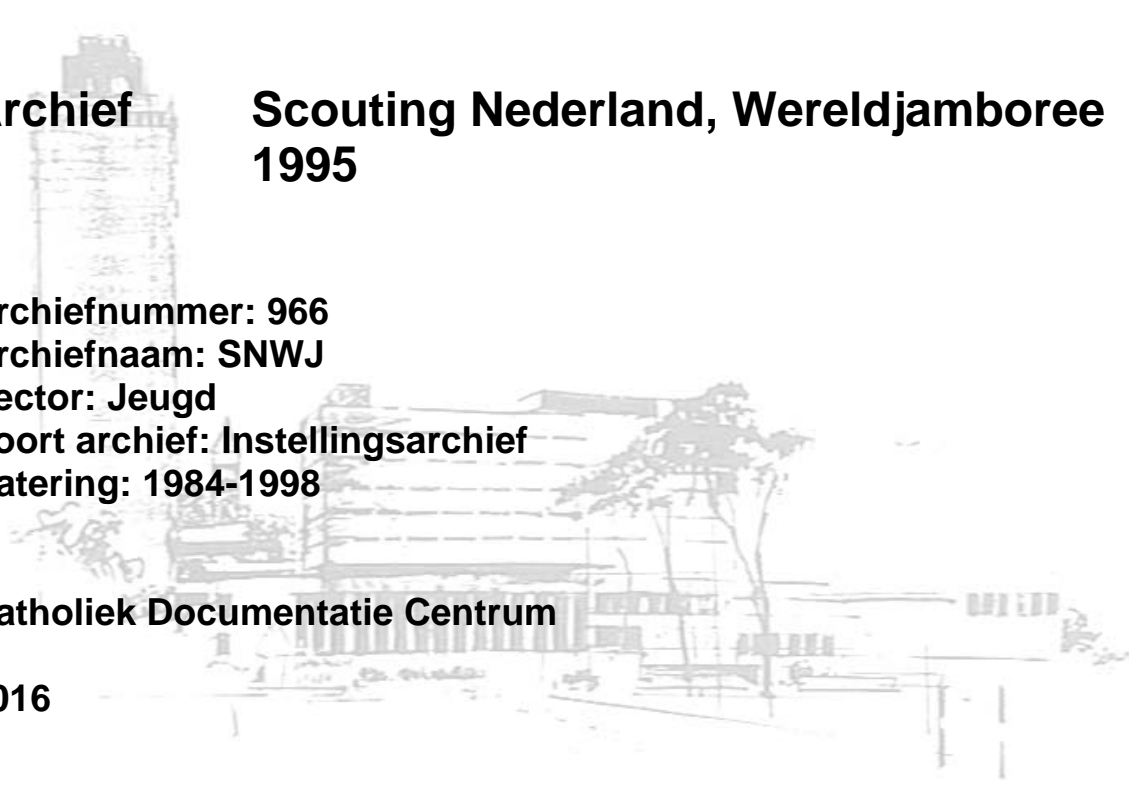 rchief Scouting Nederland, Wereldjamboree
1995
rchiefnummer: 966
rchiefnaam: SNWJ
ector: Jeugd
oort archief: Instellingsarchief
atering: 1984-1998
atholiek Documentatie Centrum
016